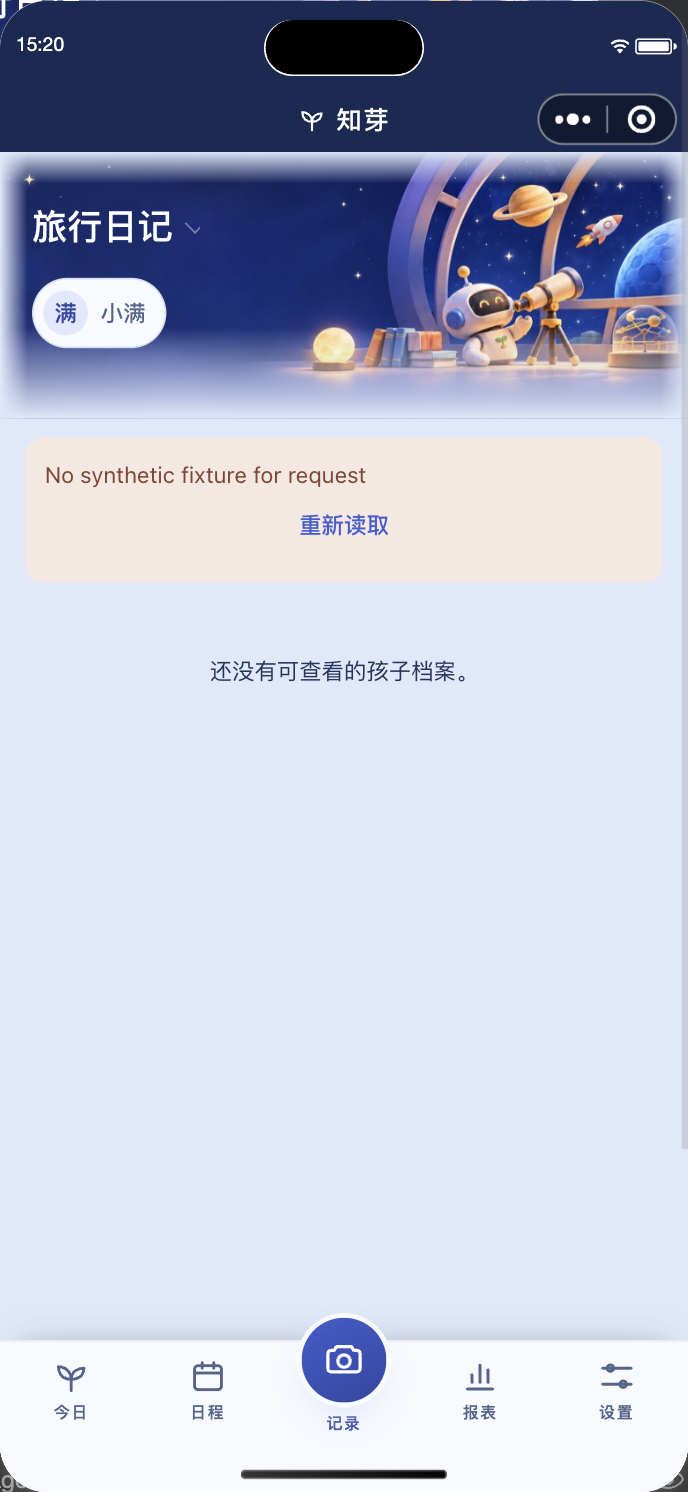 15:20
知芽
旅行日记
满 小满
No synthetic fixture for request
重新读取
还没有可查看的孩子档案。
今日
日程
记录
报表
设置